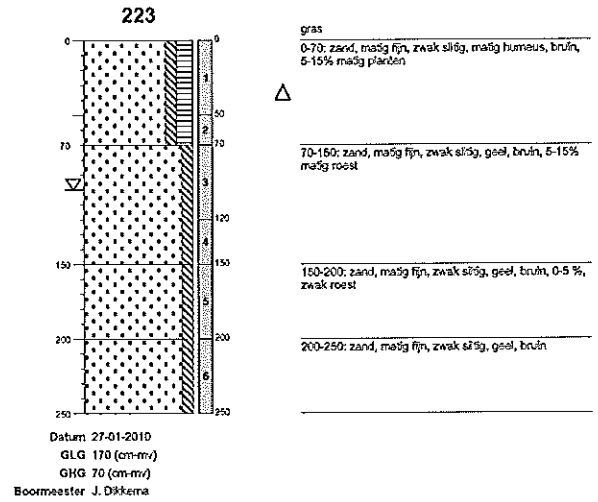 223
gras
0-70: zand, matig fijn, zwak siltig, matig humeus, bruin,
5-15% matig planten
70-150: zand, matig fijn, zwak siltig, geel, bruin, 5-15%
matig roest
150-200: zand, matig fijn, zwak siltig, geel, bruin, 0-5 %,
zwak roest
200-250: zand, matig fijn, zwak siltig, geel, bruin
0
70
150
200
250
1
2
3
4
5
6
0
50
70
120
150
200
250
Datum 27-01-2010
GLG 170 (cm-mv)
GHG 70 (cm-mv)
Boormeester J. Dikkema